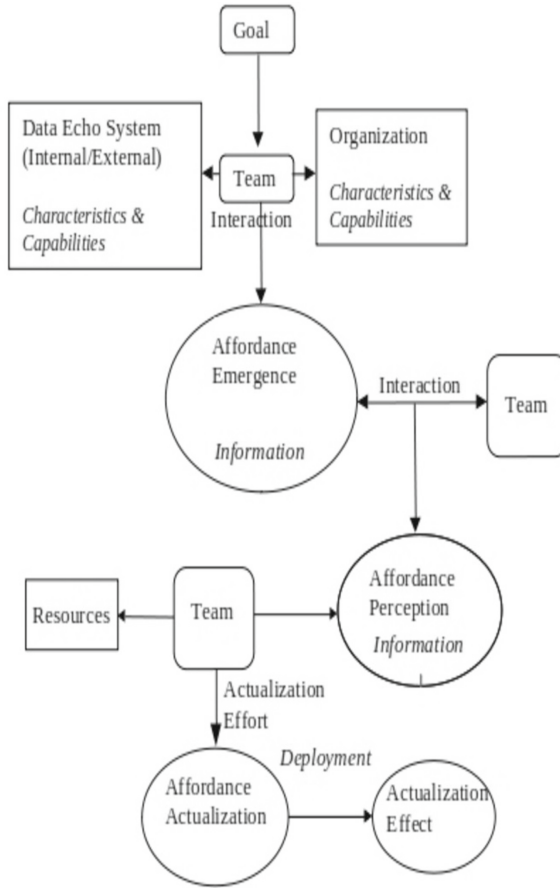 Goal
Data Echo System
(Internal/External)
Characteristics &
Capabilities
Team
Interaction
Organization
Characteristics &
Capabilities
Affordance
Emergence
Information
Interaction
Team
Resources
Team
Affordance
Perception
Information
Actualization
Effort
Deployment
Affordance
Actualization
Actualization
Effect